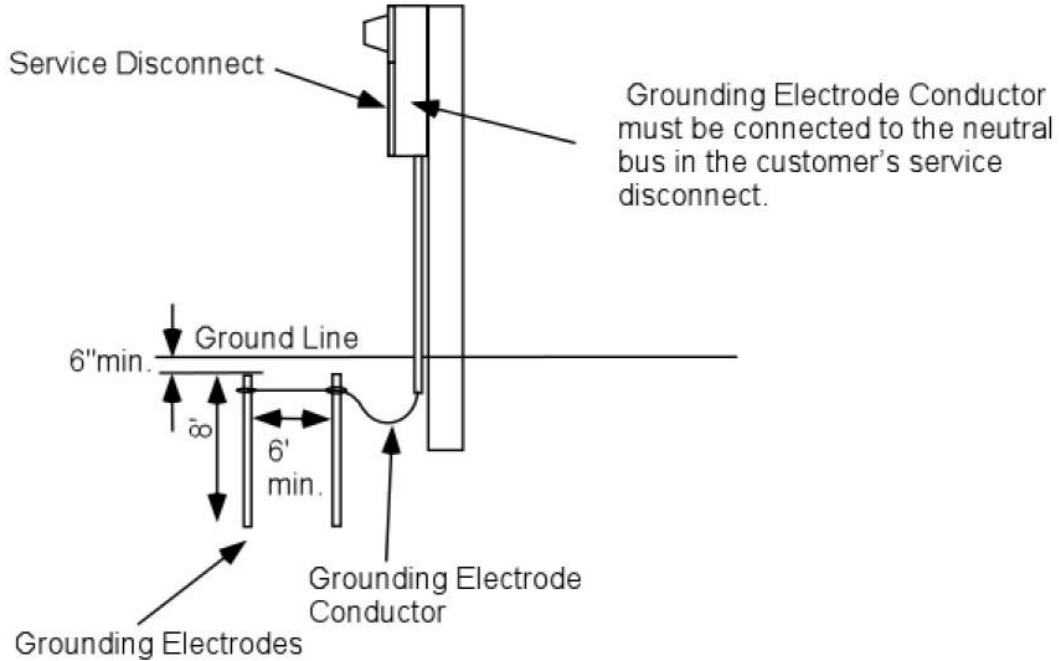 Service Disconnect
Grounding Electrode Conductor
must be connected to the neutral
bus in the customer's service
disconnect.
Ground Line
6"min.
8'
6'
min.
Grounding Electrode
Conductor
Grounding Electrodes